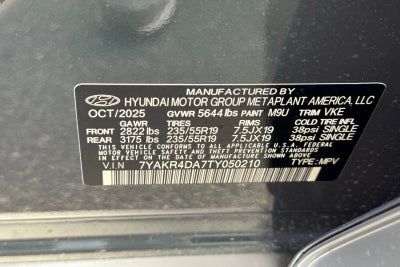 MANUFACTURED BY
HYUNDAI MOTOR GROUP METAPLANT AMERICA, LLC
OCT/2025 GVWR 5644 lbs PAINT M9U TRIM VKE
GAWR TIRES RIMS COLD TIRE INFL
FRONT 2822 lbs 235/55R19 7.5JX19 38psi SINGLE
REAR 3175 lbs 235/55R19 7.5JX19 38psi SINGLE
THIS VEHICLE CONFORMS TO ALL APPLICABLE U.S. FEDERAL
MOTOR VEHICLE SAFETY AND THEFT PREVENTION STANDARDS
IN EFFECT ON THE DATE OF MANUFACTURE SHOWN ABOVE.
V.I.N 7YAKR4DA7TY050210 TYPE:MPV